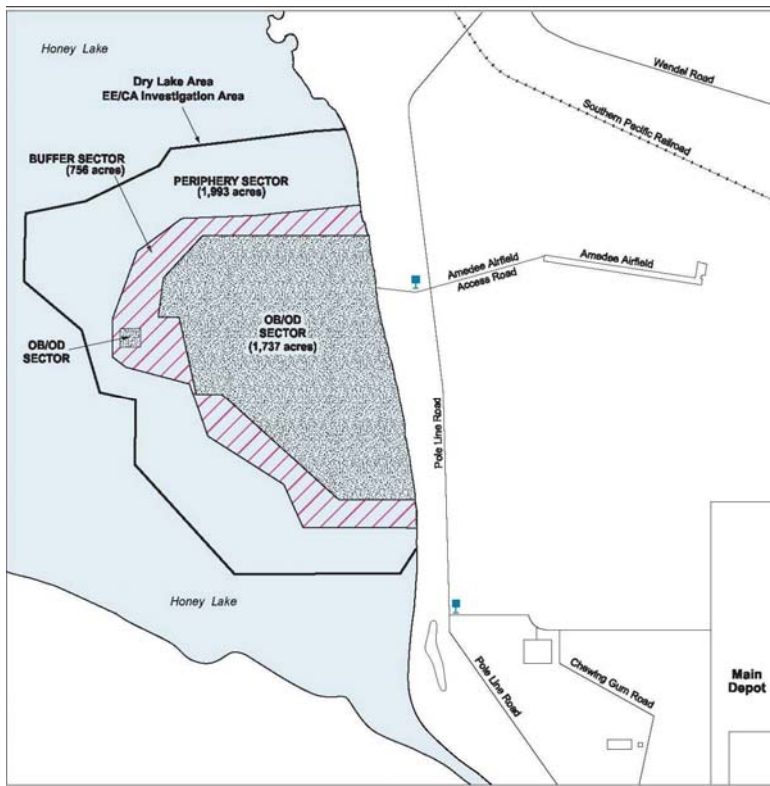 Honey Lake
Dry Lake Area
EE/CA Investigation Area
BUFFER SECTOR
(756 acres)
PERIPHERY SECTOR
(1,993 acres)
Wendel Road
Southern Pacific Railroad
Amedee Airfield
Access Road
Amedee Airfield
OB/OD
SECTOR
(1,737 acres)
OB/OD
SECTOR
Pole Line Road
Honey Lake
Pole Line Road
Chewing Gum Road
Main
Depot